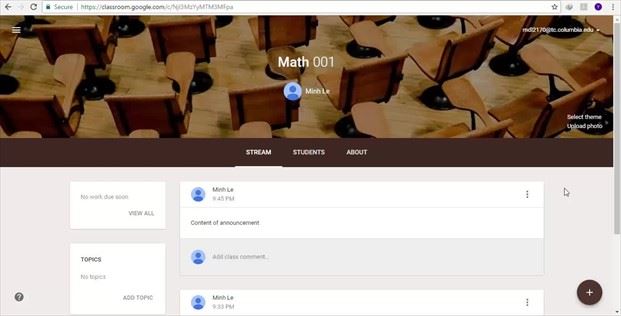 Secure https://classroom.google.com/c/NjI3MzYyMTM3MFpa
mdl2170@tc.columbia.edu
Math 001
Minh Le
Select theme
Upload photo
STREAM STUDENTS ABOUT
No work due soon
VIEW ALL
Minh Le
9:45 PM
Content of announcement
Add class comment...
TOPICS
No topics
ADD TOPIC
Minh Le
9:33 PM